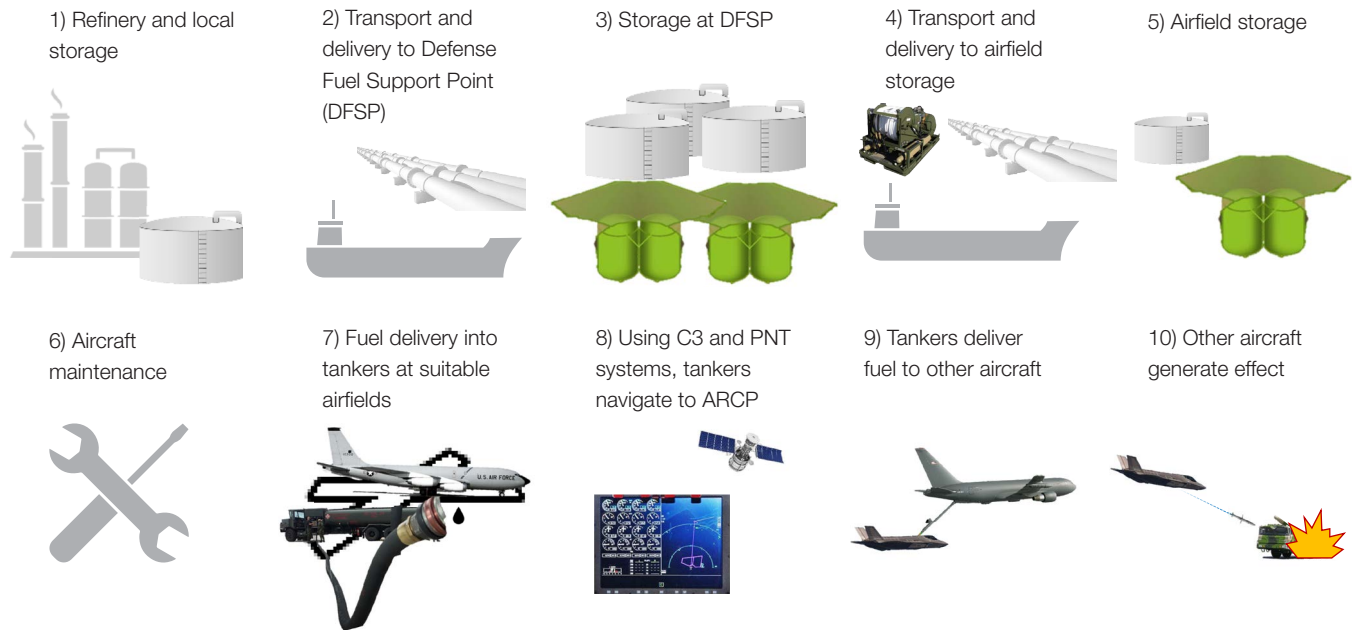 1) Refinery and local
storage
2) Transport and
delivery to Defense
Fuel Support Point
(DFSP)
3) Storage at DFSP
4) Transport and
delivery to airfield
storage
5) Airfield storage
6) Aircraft
maintenance
7) Fuel delivery into
tankers at suitable
airfields
U.S. AIR FORCE
8) Using C3 and PNT
systems, tankers
navigate to ARCP
9) Tankers deliver
fuel to other aircraft
10) Other aircraft
generate effect